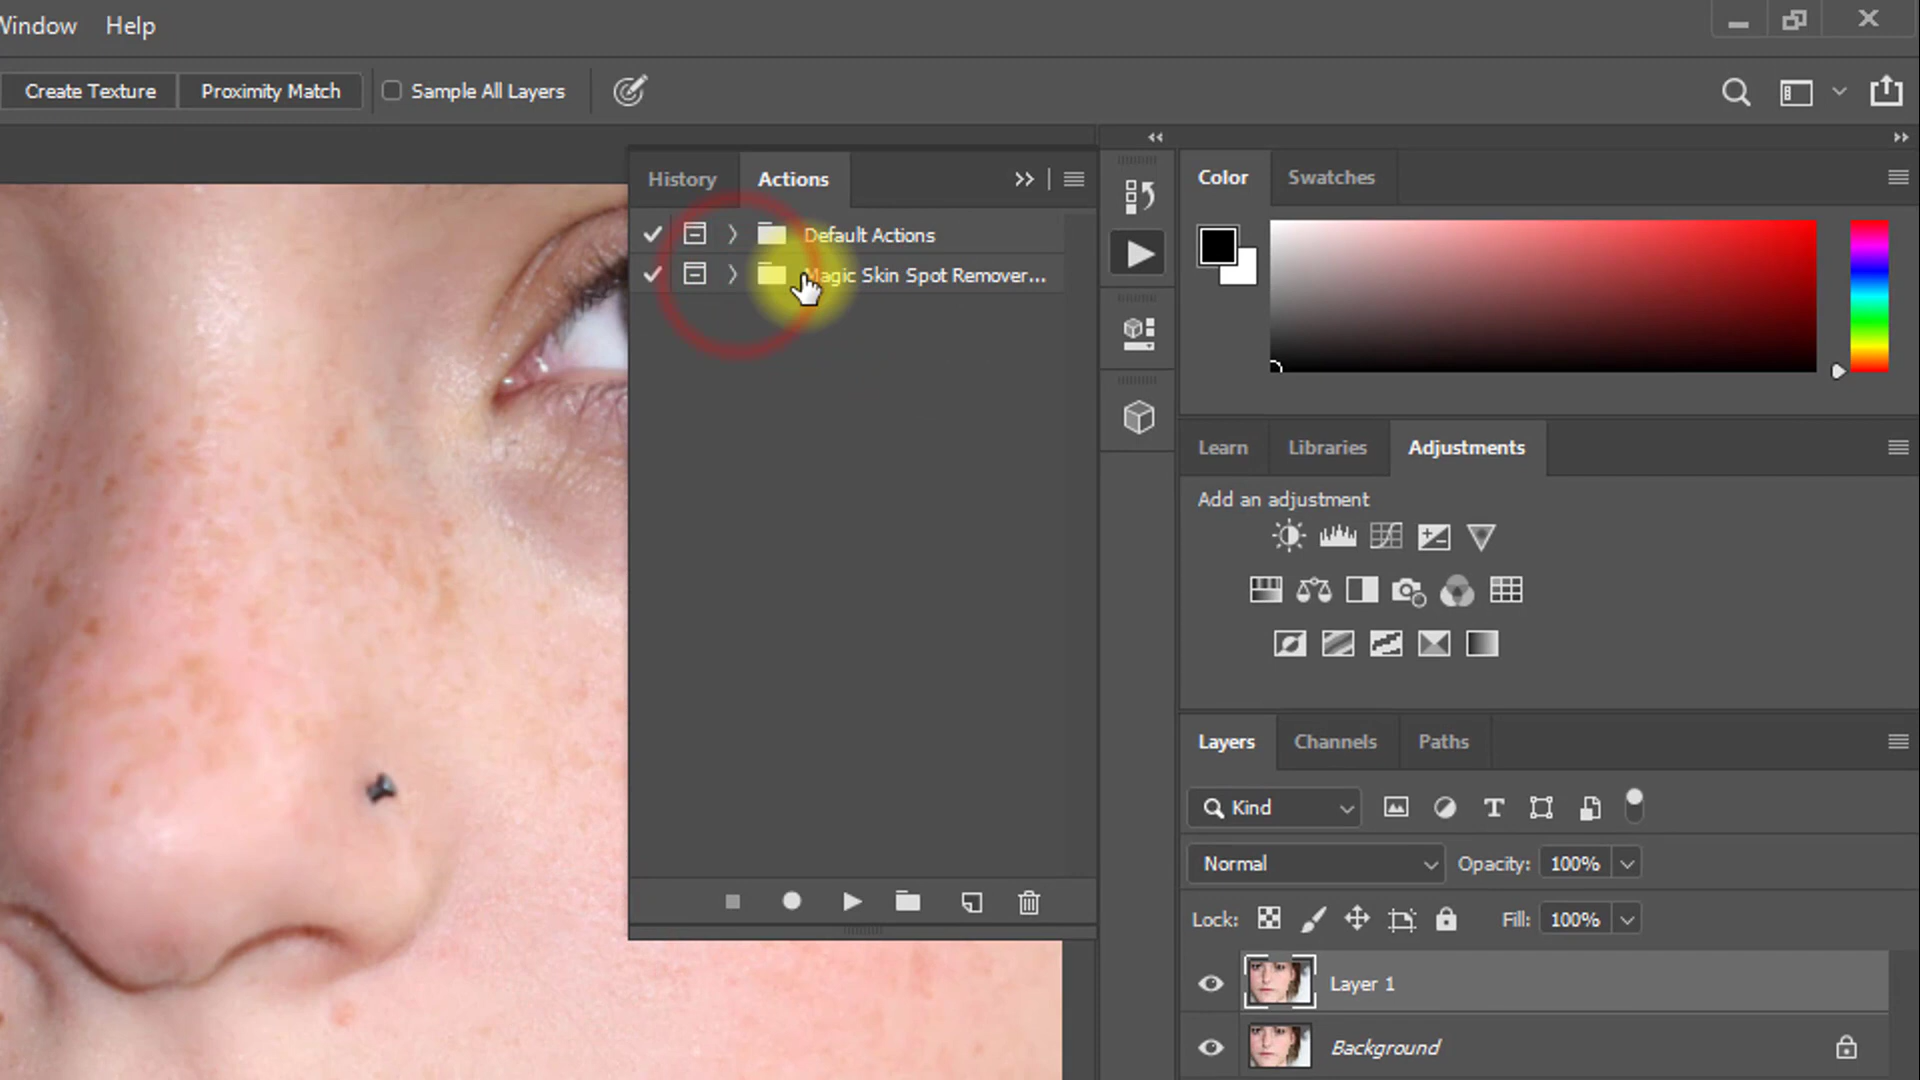 Window Help
Create Texture Proximity Match Sample All Layers
History Actions
Default Actions
Magic Skin Spot Remover...
Color Swatches
Learn Libraries Adjustments
Add an adjustment
Layers Channels Paths
Kind
Normal Opacity: 100%
Lock: Fill: 100%
Layer 1
Background